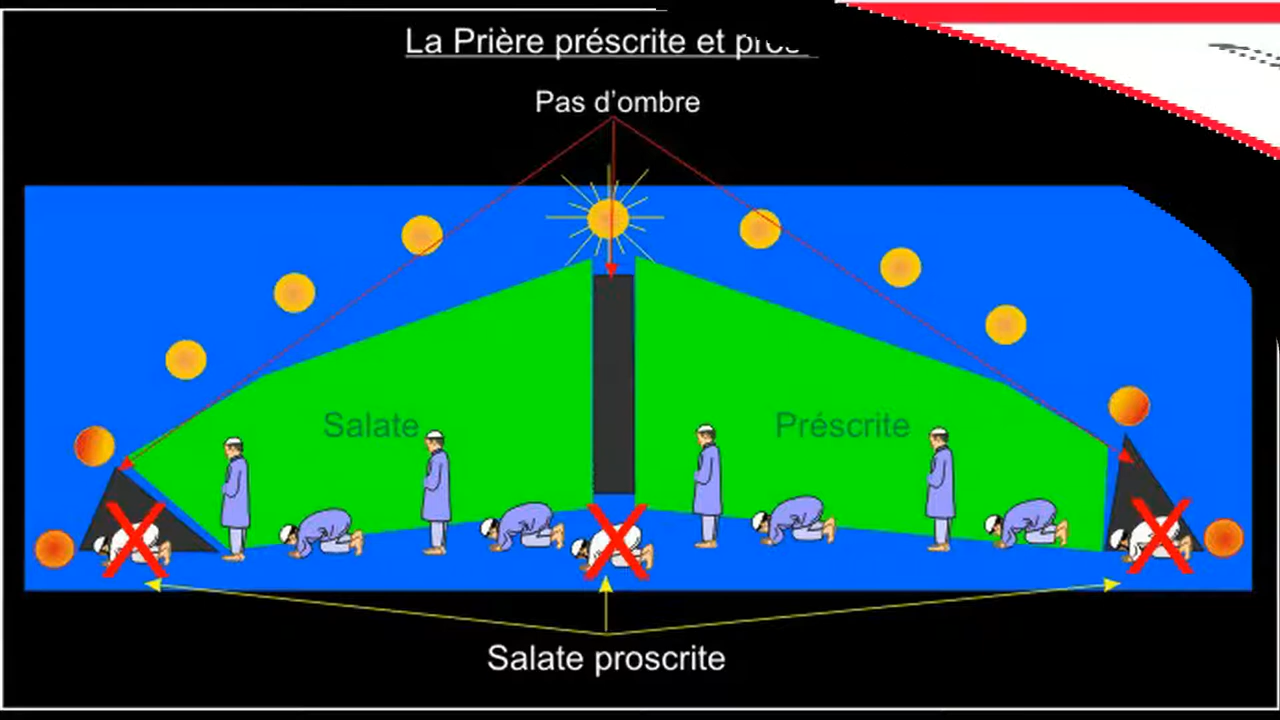 La Prière préscrite et
Pas d'ombre
Salate
Préscrite
Salate proscrite